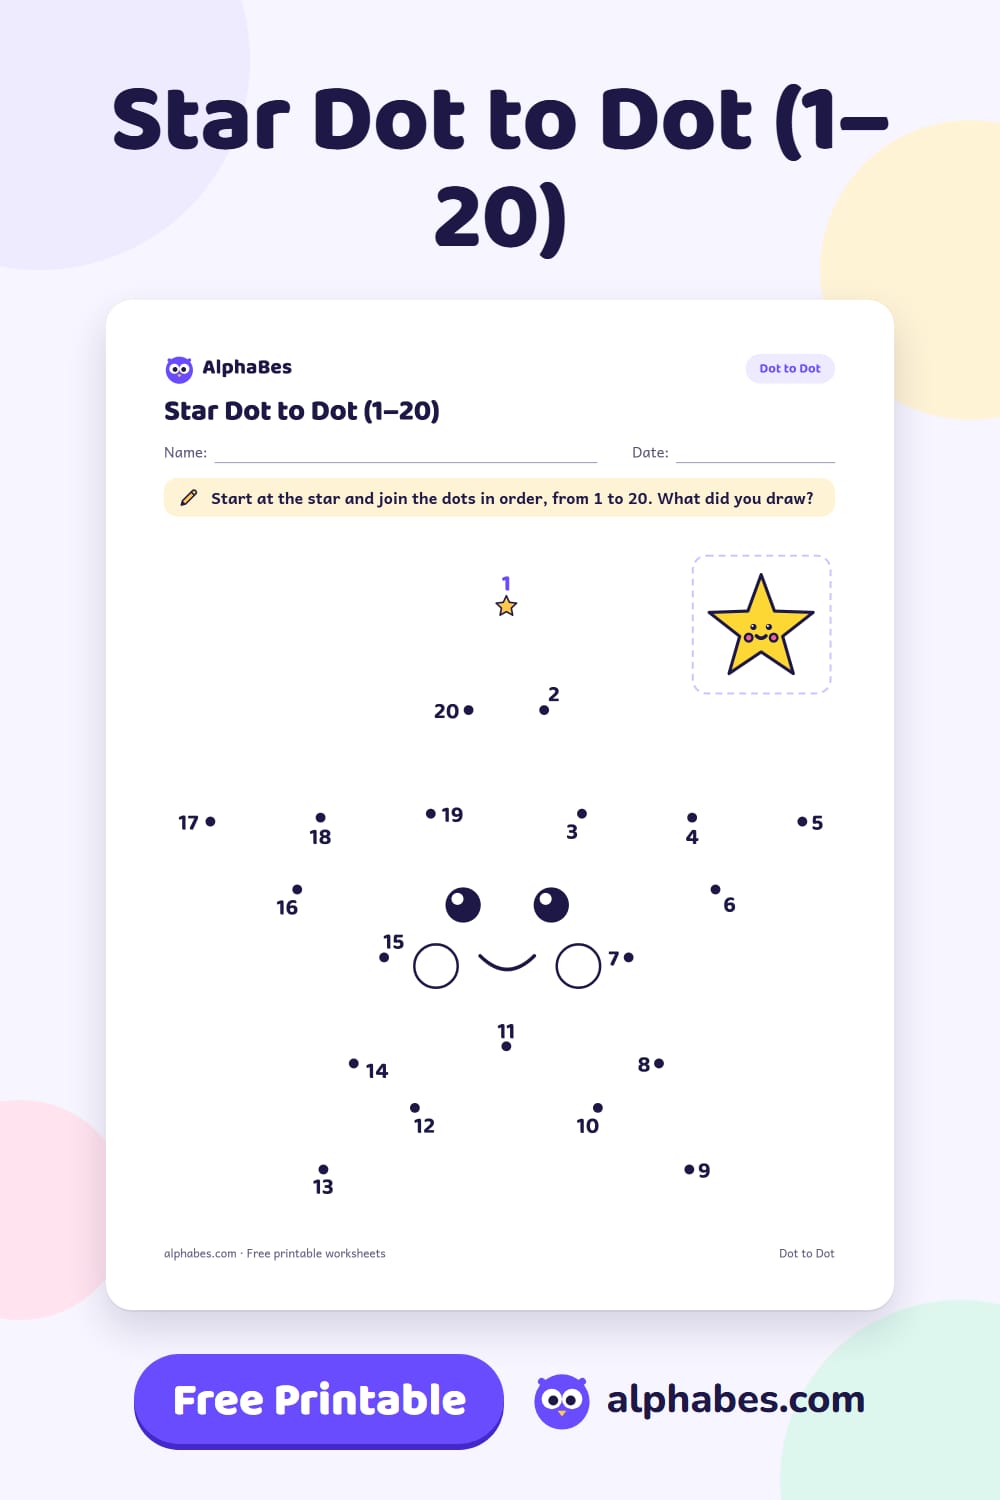 Star Dot to Dot (1–
20)
AlphaBes
Dot to Dot
Star Dot to Dot (1–20)
Name:
Date:
Start at the star and join the dots in order, from 1 to 20. What did you draw?
1
2
20
17
18
19
3
4
5
16
6
15
7
11
14
8
12
10
13
9
alphabes.com · Free printable worksheets
Dot to Dot
Free Printable
alphabes.com